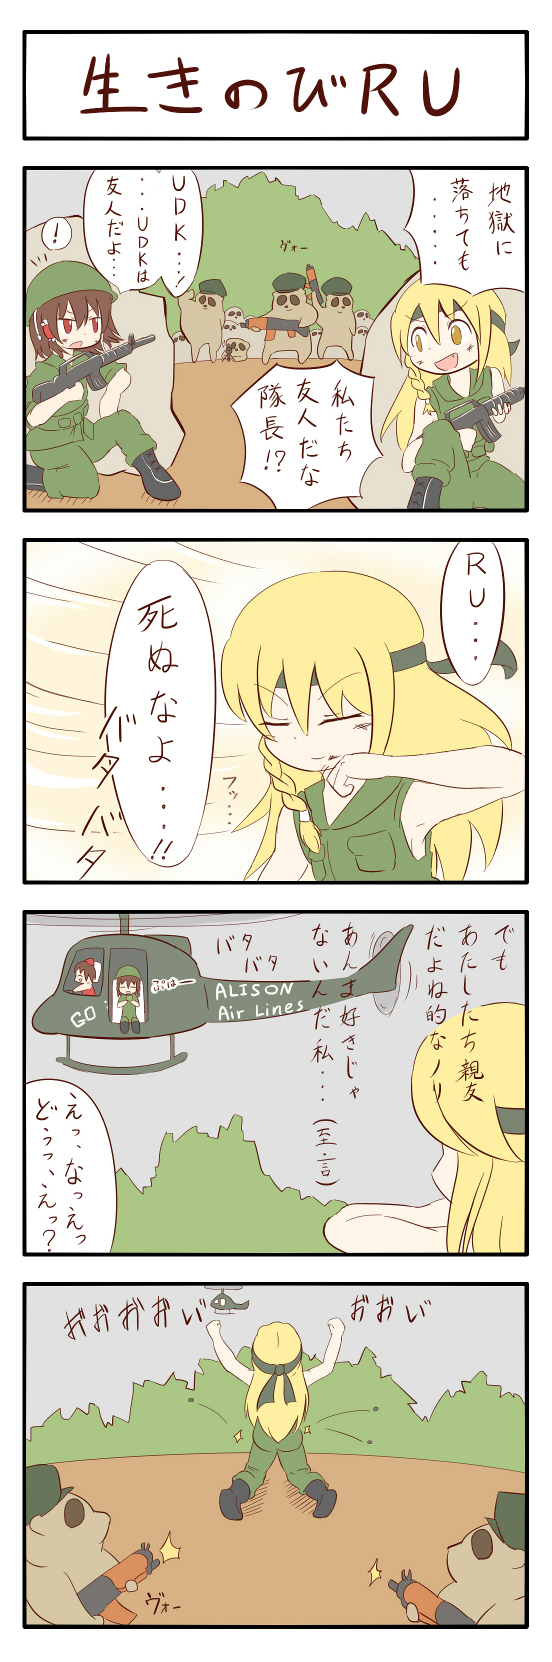 生きのびRU
地獄に
落ちても
・・・・・・
ヴォー
UDK・・・!
・・・・UDKは
友人だよ・・・
!
私たち
友人だな
隊長!?
RU・・・
フッ・・・・
死ぬなよ・・・・!!
バタバタ
でも
あたしたち親友
だよね的なノリ
あんま好きじゃ
ないんだ私・・・(至言)
バタ
バタ
ぷはー
GO
ALISON
Air Lines
えっ、なっえっ
どうっ、えっ?
おおい゛
お゛お゛お゛お゛い゛
ヴォー